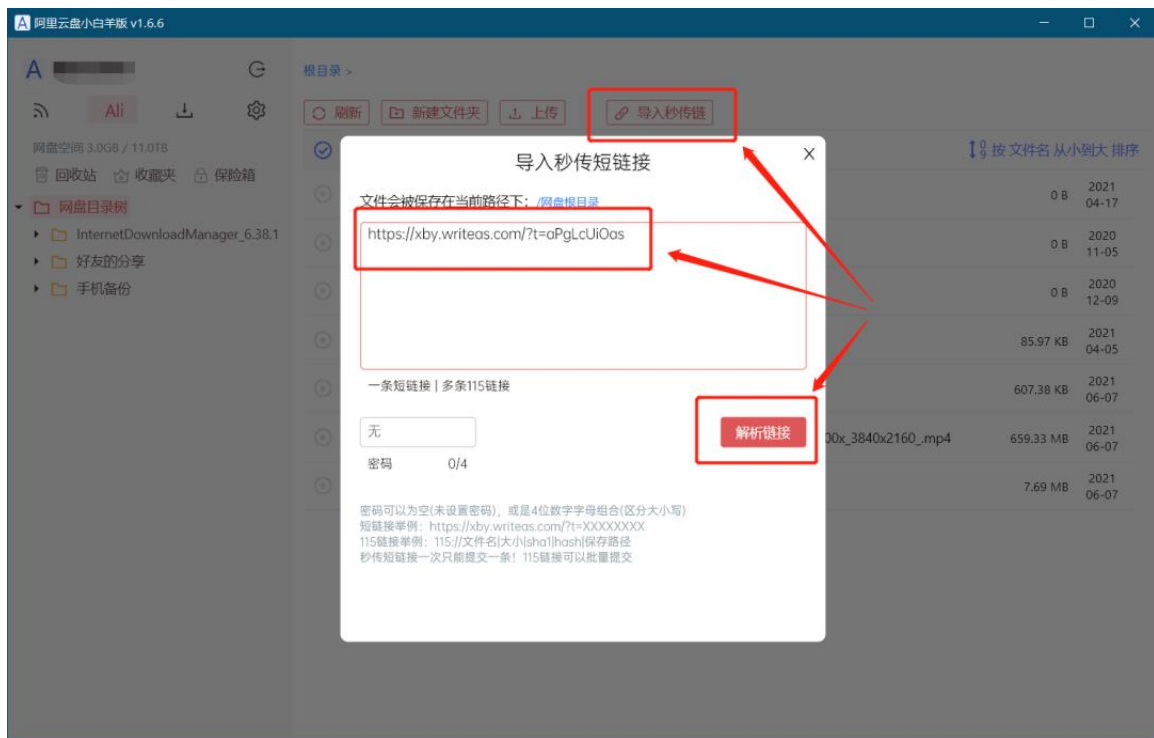 阿里云盘小白羊版 v1.6.6
A
根目录 >
Ali
刷新 新建文件夹 上传 导入秒传链
网盘空间 3.0GB / 11.0TB
按 文件名 从小到大 排序
回收站 收藏夹 保险箱
网盘目录树
InternetDownloadManager_6.38.1
好友的分享
手机备份
导入秒传短链接 X
文件会被保存在当前路径下: /网盘根目录
https://xby.writeas.com/?t=aPgLcUiOas
一条短链接 | 多条115链接
无
解析链接
密码 0/4
密码可以为空(未设置密码)，或是4位数字字母组合(区分大小写)
短链接举例: https://xby.writeas.com/?t=XXXXXXXX
115链接举例: 115://文件名|大小|sha1|hash|保存路径
秒传短链接一次只能提交一条! 115链接可以批量提交
0 B 2021
04-17
0 B 2020
11-05
0 B 2020
12-09
85.97 KB 2021
04-05
607.38 KB 2021
06-07
00x_3840x2160_.mp4 659.33 MB 2021
06-07
7.69 MB 2021
06-07